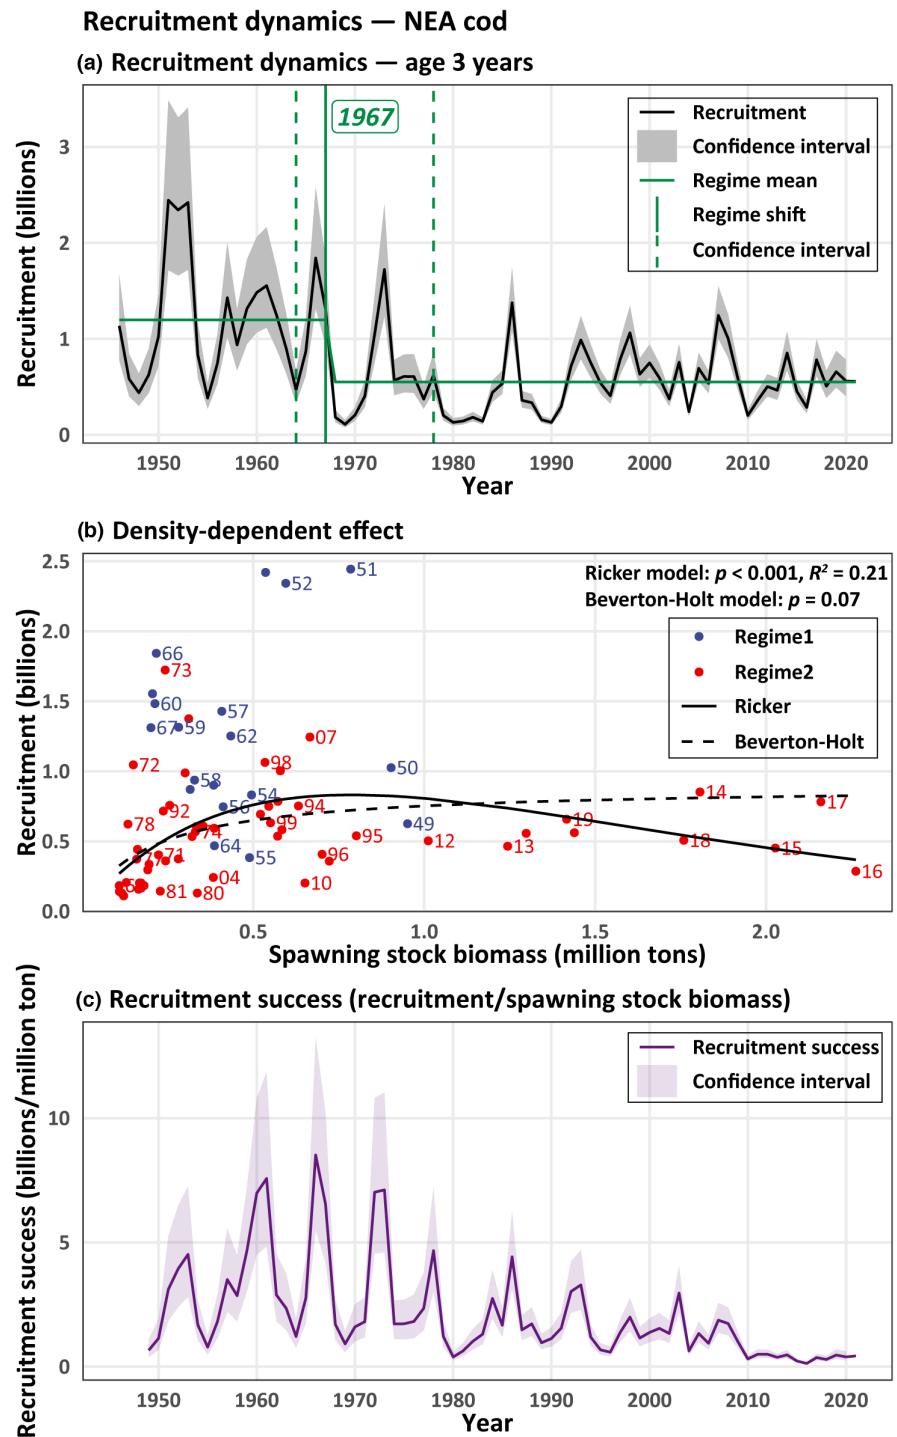 Recruitment dynamics — NEA cod
(a) Recruitment dynamics — age 3 years
1967
Recruitment
Confidence interval
Regime mean
Regime shift
Confidence interval
Recruitment (billions)
3
2
1
0
1950 1960 1970 1980 1990 2000 2010 2020
Year
(b) Density-dependent effect
Ricker model: p < 0.001, R² = 0.21
Beverton-Holt model: p = 0.07
Regime1
Regime2
Ricker
Beverton-Holt
Recruitment (billions)
2.5
2.0
1.5
1.0
0.5
0.0
51
52
66
73
60
57
67 59
62
07
72
98
50
58
54
14
17
56
94
92
49
19
78
74
99
64
95
12
18
13
15
71
55
96
16
04
10
81
80
0.5 1.0 1.5 2.0
Spawning stock biomass (million tons)
(c) Recruitment success (recruitment/spawning stock biomass)
Recruitment success
Confidence interval
Recruitment success (billions/million ton)
10
5
0
1950 1960 1970 1980 1990 2000 2010 2020
Year